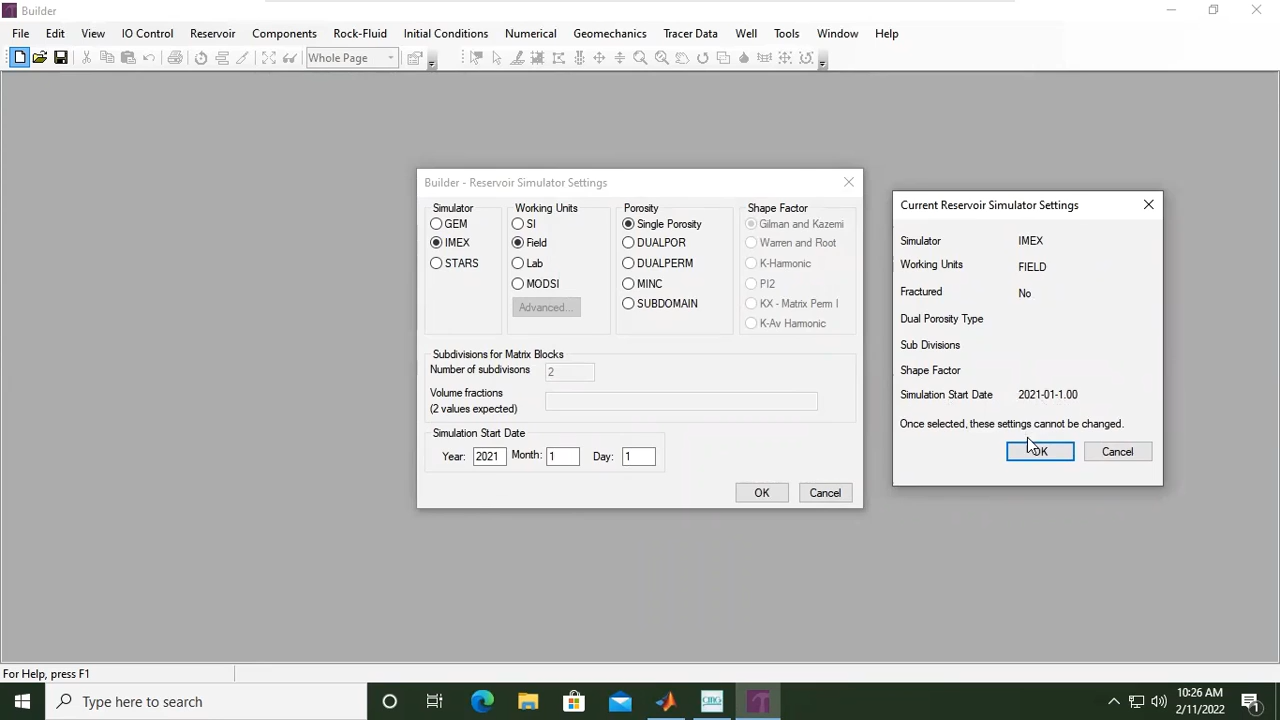 Builder
File Edit View IO Control Reservoir Components Rock-Fluid Initial Conditions Numerical Geomechanics Tracer Data Well Tools Window Help
Whole Page
Builder - Reservoir Simulator Settings
Simulator
GEM
IMEX
STARS
Working Units
SI
Field
Lab
MODSI
Advanced...
Porosity
Single Porosity
DUALPOR
DUALPERM
MINC
SUBDOMAIN
Shape Factor
Gilman and Kazemi
Warren and Root
K-Harmonic
PI2
KX - Matrix Perm I
K-Av Harmonic
Subdivisions for Matrix Blocks
Number of subdivisons 2
Volume fractions
(2 values expected)
Simulation Start Date
Year: 2021 Month: 1 Day: 1
OK Cancel
Current Reservoir Simulator Settings
Simulator IMEX
Working Units FIELD
Fractured No
Dual Porosity Type
Sub Divisions
Shape Factor
Simulation Start Date 2021-01-1.00
Once selected, these settings cannot be changed.
OK Cancel
For Help, press F1
Type here to search
10:26 AM
2/11/2022
1